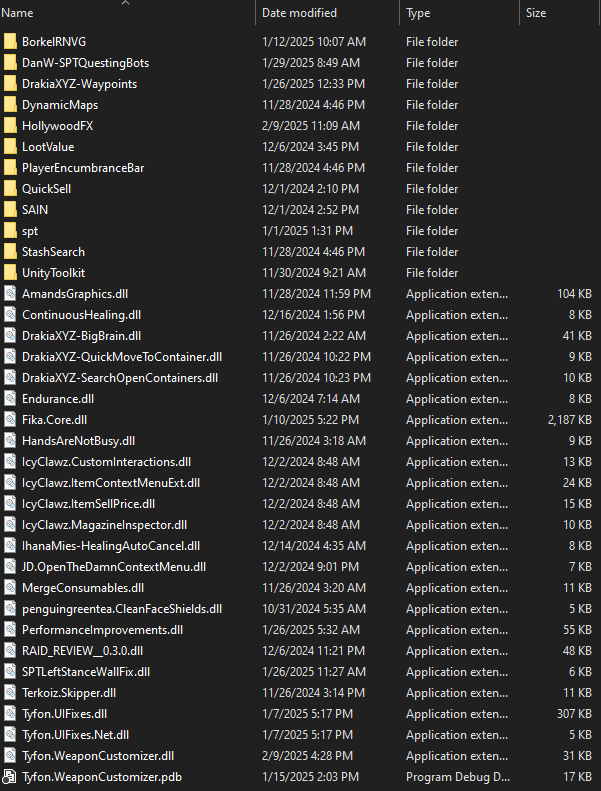 Name Date modified Type Size
BorkelRNVG 1/12/2025 10:07 AM File folder
DanW-SPTQuestingBots 1/29/2025 8:49 AM File folder
DrakiaXYZ-Waypoints 1/26/2025 12:33 PM File folder
DynamicMaps 11/28/2024 4:46 PM File folder
HollywoodFX 2/9/2025 11:09 AM File folder
LootValue 12/6/2024 3:45 PM File folder
PlayerEncumbranceBar 11/28/2024 4:46 PM File folder
QuickSell 12/1/2024 2:10 PM File folder
SAIN 12/1/2024 2:52 PM File folder
spt 1/1/2025 1:31 PM File folder
StashSearch 11/28/2024 4:46 PM File folder
UnityToolkit 11/30/2024 9:21 AM File folder
AmandsGraphics.dll 11/28/2024 11:59 PM Application exten... 104 KB
ContinuousHealing.dll 12/16/2024 1:56 PM Application exten... 8 KB
DrakiaXYZ-BigBrain.dll 11/26/2024 2:22 AM Application exten... 41 KB
DrakiaXYZ-QuickMoveToContainer.dll 11/26/2024 10:22 PM Application exten... 9 KB
DrakiaXYZ-SearchOpenContainers.dll 11/26/2024 10:23 PM Application exten... 10 KB
Endurance.dll 12/6/2024 7:14 AM Application exten... 8 KB
Fika.Core.dll 1/10/2025 5:22 PM Application exten... 2,187 KB
HandsAreNotBusy.dll 11/26/2024 3:18 AM Application exten... 9 KB
IcyClawz.CustomInteractions.dll 12/2/2024 8:48 AM Application exten... 13 KB
IcyClawz.ItemContextMenuExt.dll 12/2/2024 8:48 AM Application exten... 24 KB
IcyClawz.ItemSellPrice.dll 12/2/2024 8:48 AM Application exten... 15 KB
IcyClawz.MagazineInspector.dll 12/2/2024 8:48 AM Application exten... 10 KB
IhanaMies-HealingAutoCancel.dll 12/14/2024 4:35 AM Application exten... 8 KB
JD.OpenTheDamnContextMenu.dll 12/2/2024 9:01 PM Application exten... 7 KB
MergeConsumables.dll 11/26/2024 3:20 AM Application exten... 11 KB
penguingreentea.CleanFaceShields.dll 10/31/2024 5:35 AM Application exten... 5 KB
PerformanceImprovements.dll 1/26/2025 5:32 AM Application exten... 55 KB
RAID_REVIEW__0.3.0.dll 12/6/2024 11:21 PM Application exten... 48 KB
SPTLeftStanceWallFix.dll 1/26/2025 11:27 AM Application exten... 6 KB
Terkoiz.Skipper.dll 11/26/2024 3:14 PM Application exten... 11 KB
Tyfon.UIFixes.dll 1/7/2025 5:17 PM Application exten... 307 KB
Tyfon.UIFixes.Net.dll 1/7/2025 5:17 PM Application exten... 5 KB
Tyfon.WeaponCustomizer.dll 2/9/2025 4:28 PM Application exten... 31 KB
Tyfon.WeaponCustomizer.pdb 1/15/2025 2:03 PM Program Debug D... 17 KB